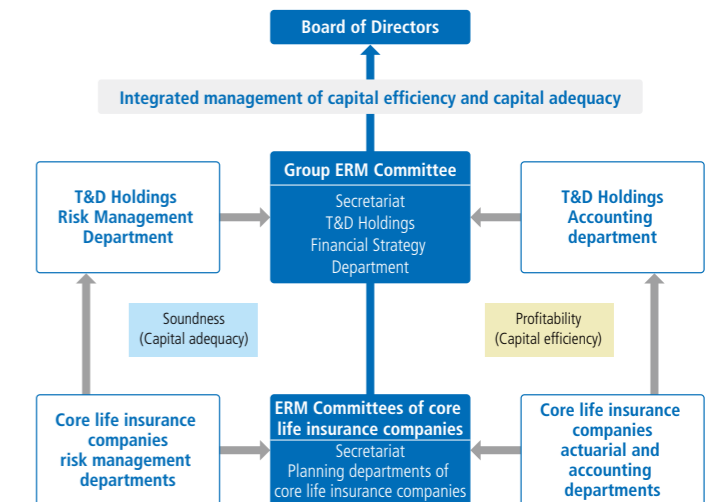 Board of Directors
Integrated management of capital efficiency and capital adequacy
T&D Holdings
Risk Management
Department
Group ERM Committee
Secretariat
T&D Holdings
Financial Strategy
Department
T&D Holdings
Accounting
department
Soundness
(Capital adequacy)
Profitability
(Capital efficiency)
Core life insurance
companies
risk management
departments
ERM Committees of core
life insurance companies
Secretariat
Planning departments of
core life insurance companies
Core life insurance
companies
actuarial and
accounting
departments